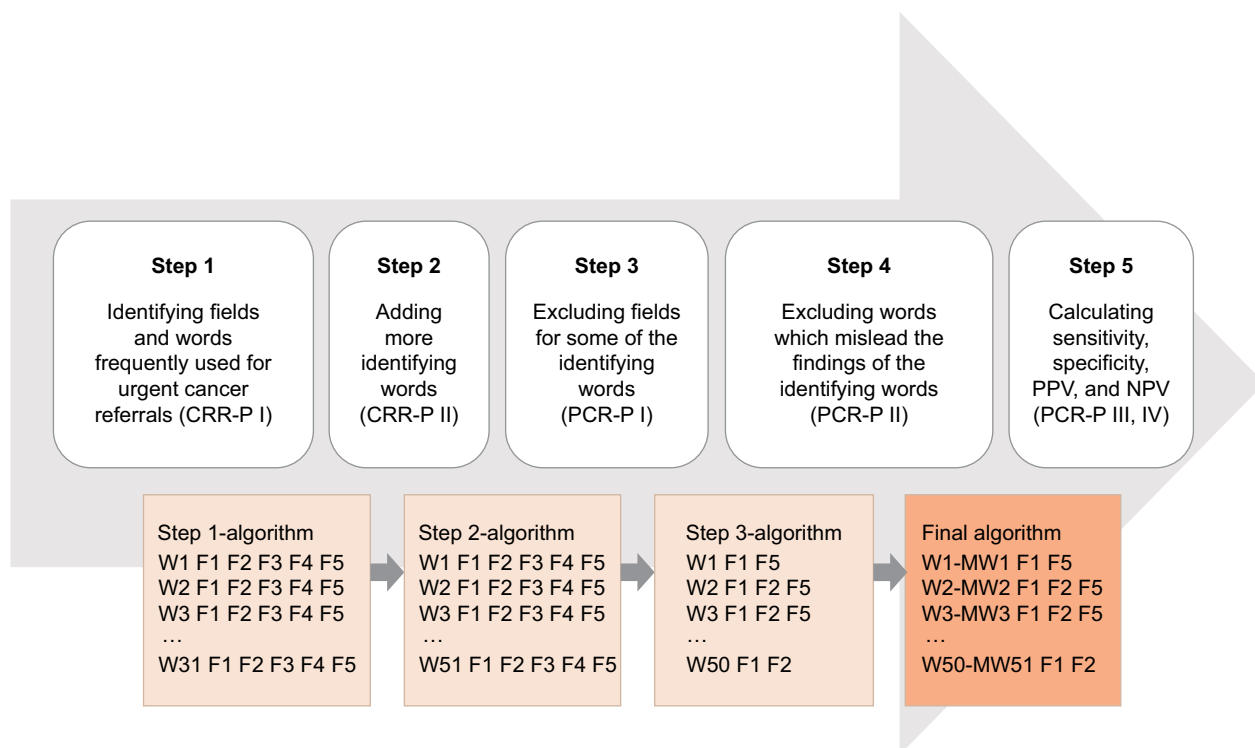 Step 1
Identifying fields
and words
frequently used for
urgent cancer
referrals (CRR-P I)
Step 2
Adding
more
identifying
words
(CRR-P II)
Step 3
Excluding fields
for some of the
identifying
words
(PCR-P I)
Step 4
Excluding words
which mislead the
findings of the
identifying words
(PCR-P II)
Step 5
Calculating
sensitivity,
specificity,
PPV, and NPV
(PCR-P III, IV)
Step 1-algorithm
W1 F1 F2 F3 F4 F5
W2 F1 F2 F3 F4 F5
W3 F1 F2 F3 F4 F5
…
W31 F1 F2 F3 F4 F5
Step 2-algorithm
W1 F1 F2 F3 F4 F5
W2 F1 F2 F3 F4 F5
W3 F1 F2 F3 F4 F5
…
W51 F1 F2 F3 F4 F5
Step 3-algorithm
W1 F1 F5
W2 F1 F2 F5
W3 F1 F2 F5
…
W50 F1 F2
Final algorithm
W1-MW1 F1 F5
W2-MW2 F1 F2 F5
W3-MW3 F1 F2 F5
…
W50-MW51 F1 F2